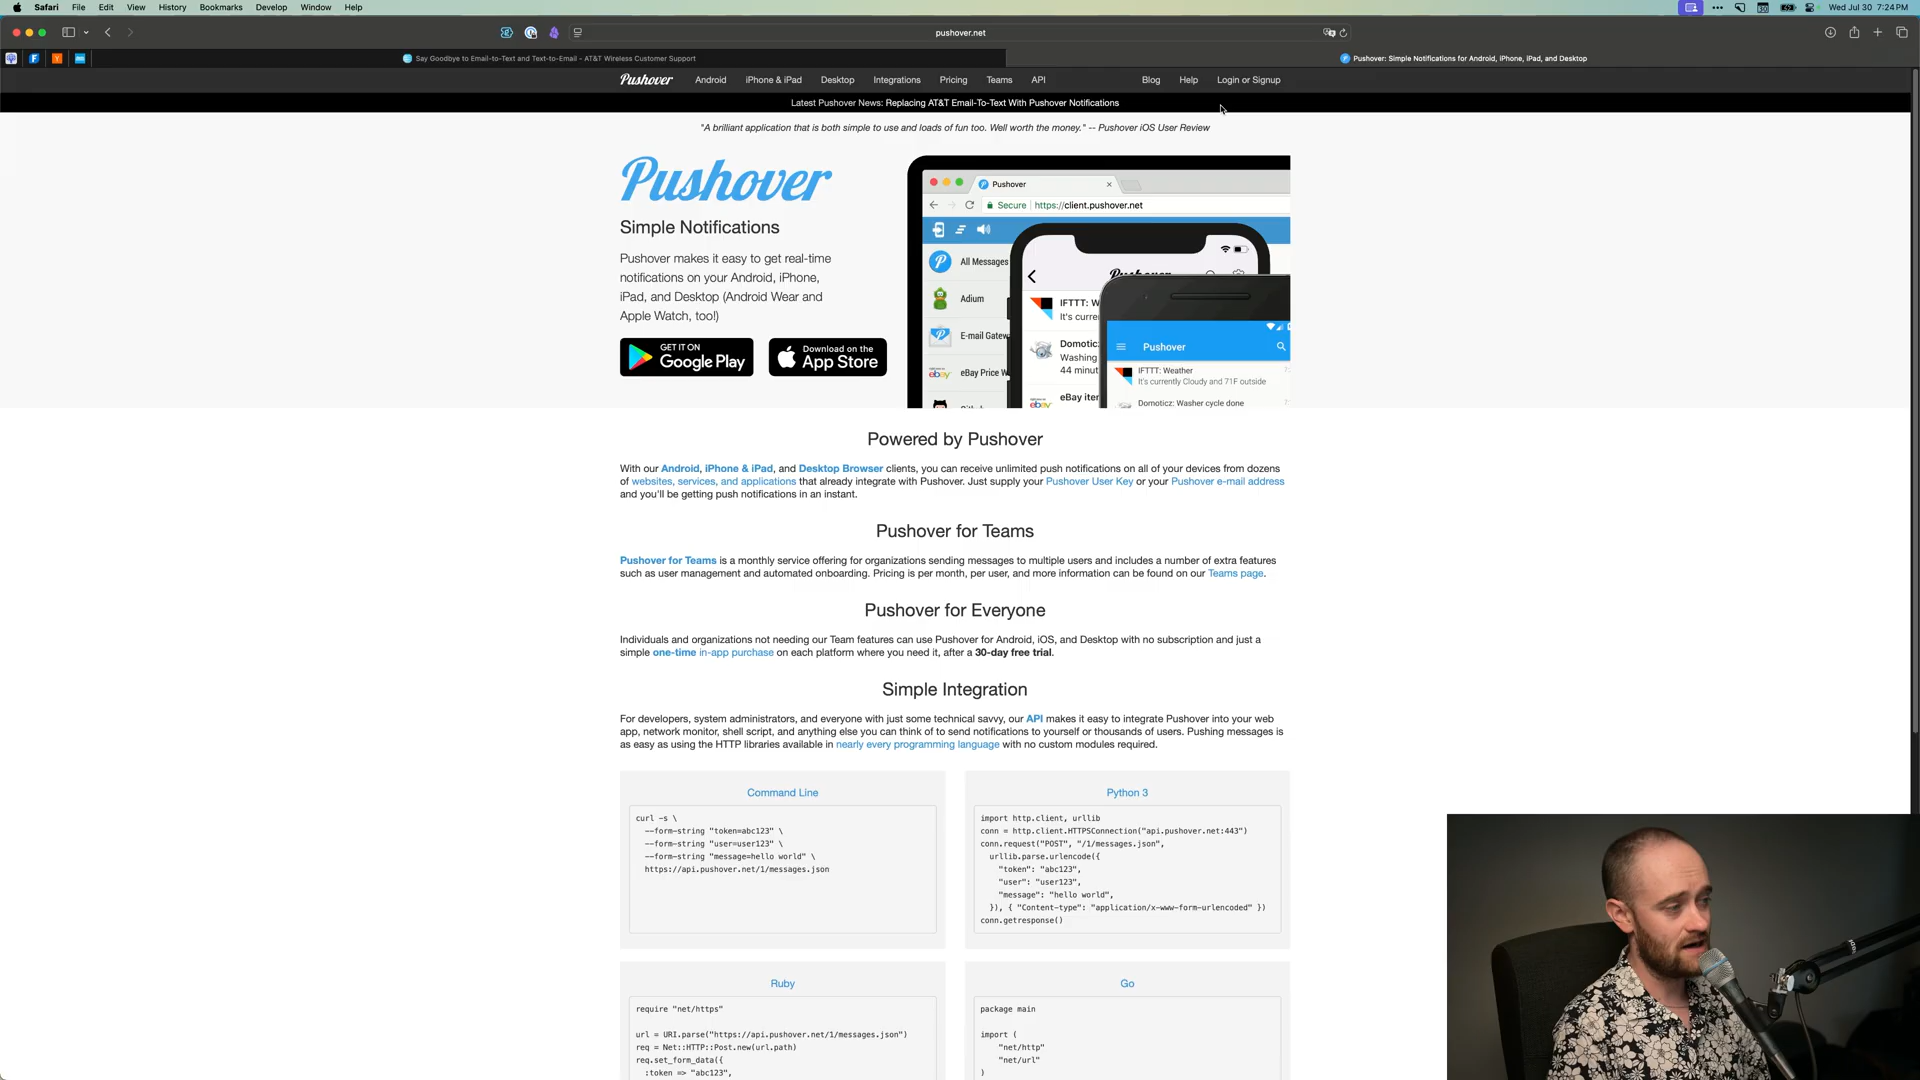 Safari File Edit View History Bookmarks Develop Window Help
Wed Jul 30 7:24 PM
pushover.net
Say Goodbye to Email-to-Text and Text-to-Email - AT&T Wireless Customer Support
Pushover: Simple Notifications for Android, iPhone, iPad, and Desktop
Pushover Android iPhone & iPad Desktop Integrations Pricing Teams API Blog Help Login or Signup
Latest Pushover News: Replacing AT&T Email-To-Text With Pushover Notifications
"A brilliant application that is both simple to use and loads of fun too. Well worth the money." -- Pushover iOS User Review
Pushover
Simple Notifications
Pushover makes it easy to get real-time
notifications on your Android, iPhone,
iPad, and Desktop (Android Wear and
Apple Watch, too!)
GET IT ON
Google Play
Download on the
App Store
Pushover
Secure https://client.pushover.net
All Messages
Adium
E-mail Gatew
eBay Price W
Pushover
IFTTT: W
It's curre
Domoticz:
Washing
44 minut
eBay iter
Pushover
IFTTT: Weather
It's currently Cloudy and 71F outside
Domoticz: Washer cycle done
Powered by Pushover
With our Android, iPhone & iPad, and Desktop Browser clients, you can receive unlimited push notifications on all of your devices from dozens
of websites, services, and applications that already integrate with Pushover. Just supply your Pushover User Key or your Pushover e-mail address
and you'll be getting push notifications in an instant.
Pushover for Teams
Pushover for Teams is a monthly service offering for organizations sending messages to multiple users and includes a number of extra features
such as user management and automated onboarding. Pricing is per month, per user, and more information can be found on our Teams page.
Pushover for Everyone
Individuals and organizations not needing our Team features can use Pushover for Android, iOS, and Desktop with no subscription and just a
simple one-time in-app purchase on each platform where you need it, after a 30-day free trial.
Simple Integration
For developers, system administrators, and everyone with just some technical savvy, our API makes it easy to integrate Pushover into your web
app, network monitor, shell script, and anything else you can think of to send notifications to yourself or thousands of users. Pushing messages is
as easy as using the HTTP libraries available in nearly every programming language with no custom modules required.
Command Line
curl -s \
--form-string "token=abc123" \
--form-string "user=user123" \
--form-string "message=hello world" \
https://api.pushover.net/1/messages.json
Python 3
import http.client, urllib
conn = http.client.HTTPSConnection("api.pushover.net:443")
conn.request("POST", "/1/messages.json",
urllib.parse.urlencode({
"token": "abc123",
"user": "user123",
"message": "hello world",
}), { "Content-type": "application/x-www-form-urlencoded" })
conn.getresponse()
Ruby
require "net/https"
url = URI.parse("https://api.pushover.net/1/messages.json")
req = Net::HTTP::Post.new(url.path)
req.set_form_data({
:token => "abc123",
Go
package main
import (
"net/http"
"net/url"
)